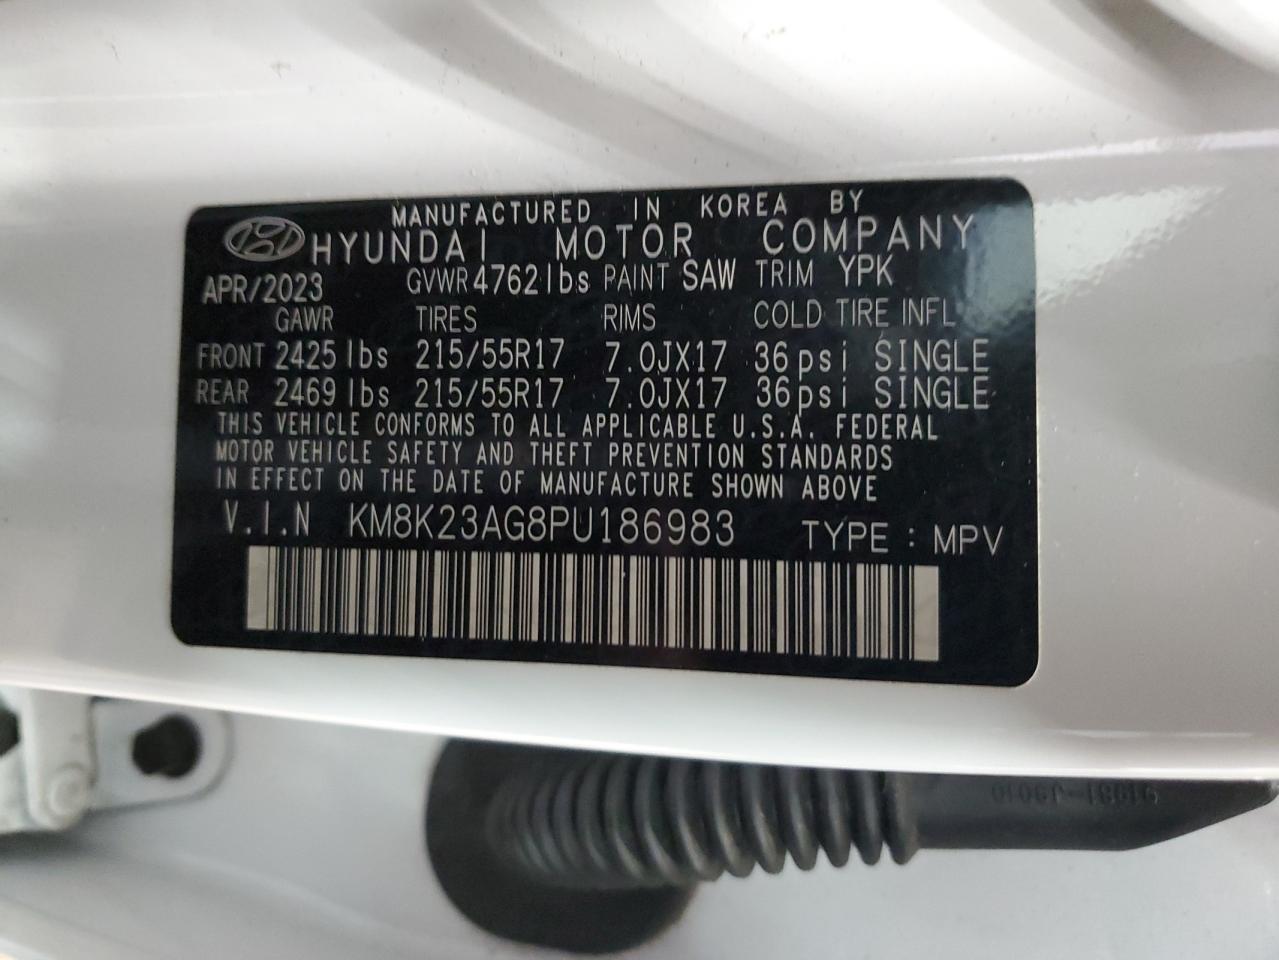 MANUFACTURED IN KOREA BY
HYUNDAI MOTOR COMPANY
APR/2023 GVWR 4762 lbs PAINT SAW TRIM YPK
GAWR TIRES RIMS COLD TIRE INFL
FRONT 2425 lbs 215/55R17 7.0JX17 36psi SINGLE
REAR 2469 lbs 215/55R17 7.0JX17 36psi SINGLE
THIS VEHICLE CONFORMS TO ALL APPLICABLE U.S.A. FEDERAL
MOTOR VEHICLE SAFETY AND THEFT PREVENTION STANDARDS
IN EFFECT ON THE DATE OF MANUFACTURE SHOWN ABOVE
V.I.N KM8K23AG8PU186983 TYPE : MPV
91981-J9010